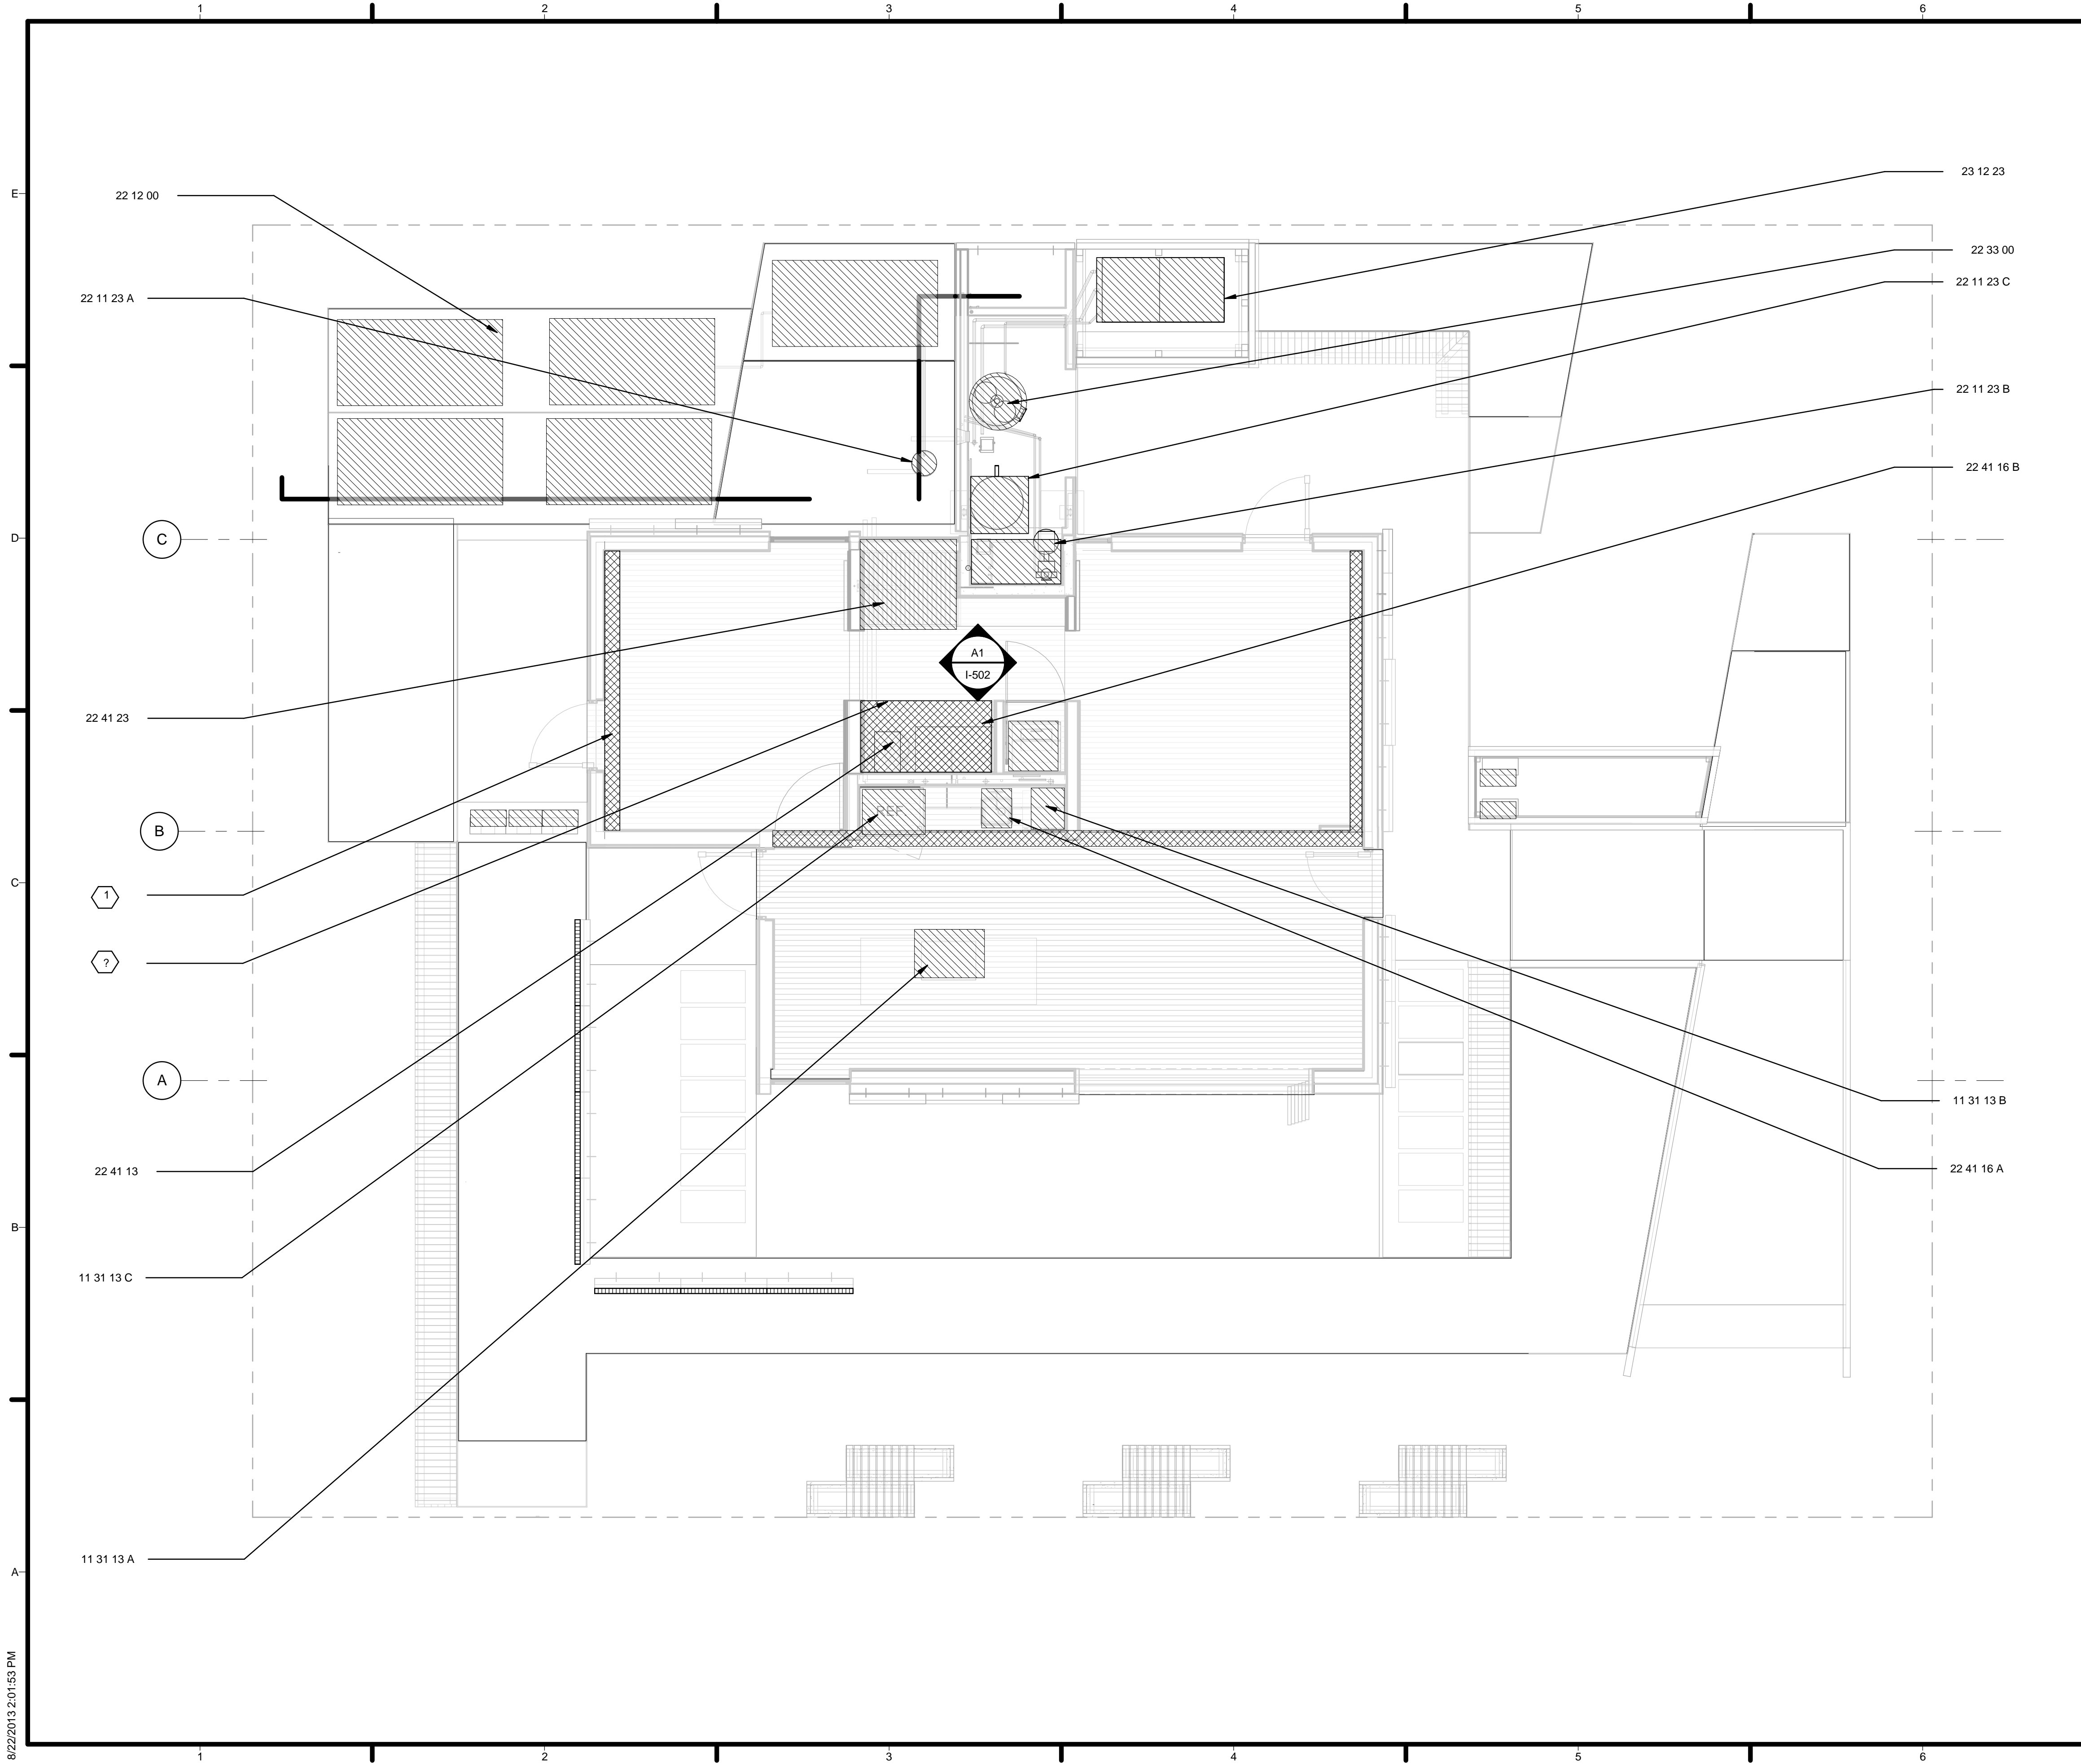 1 2 3 4 5 6
E
23 12 23
22 12 00
22 33 00
22 11 23 C
22 11 23 A
22 11 23 B
22 41 16 B
D
C
A1
I-502
22 41 23
REF.
B
C
1
?
A
11 31 13 B
22 41 16 A
22 41 13
B
11 31 13 C
11 31 13 A
A
8/22/2013 2:01:53 PM
1 2 3 4 5 6